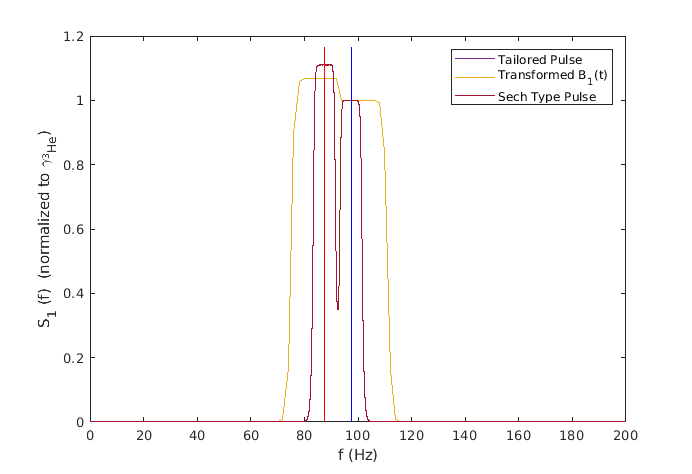 1.2
1
0.8
0.6
0.4
0.2
0
0 20 40 60 80 100 120 140 160 180 200
f (Hz)
S1 (f) (normalized to γ3He)
Tailored Pulse
Transformed B1(t)
Sech Type Pulse